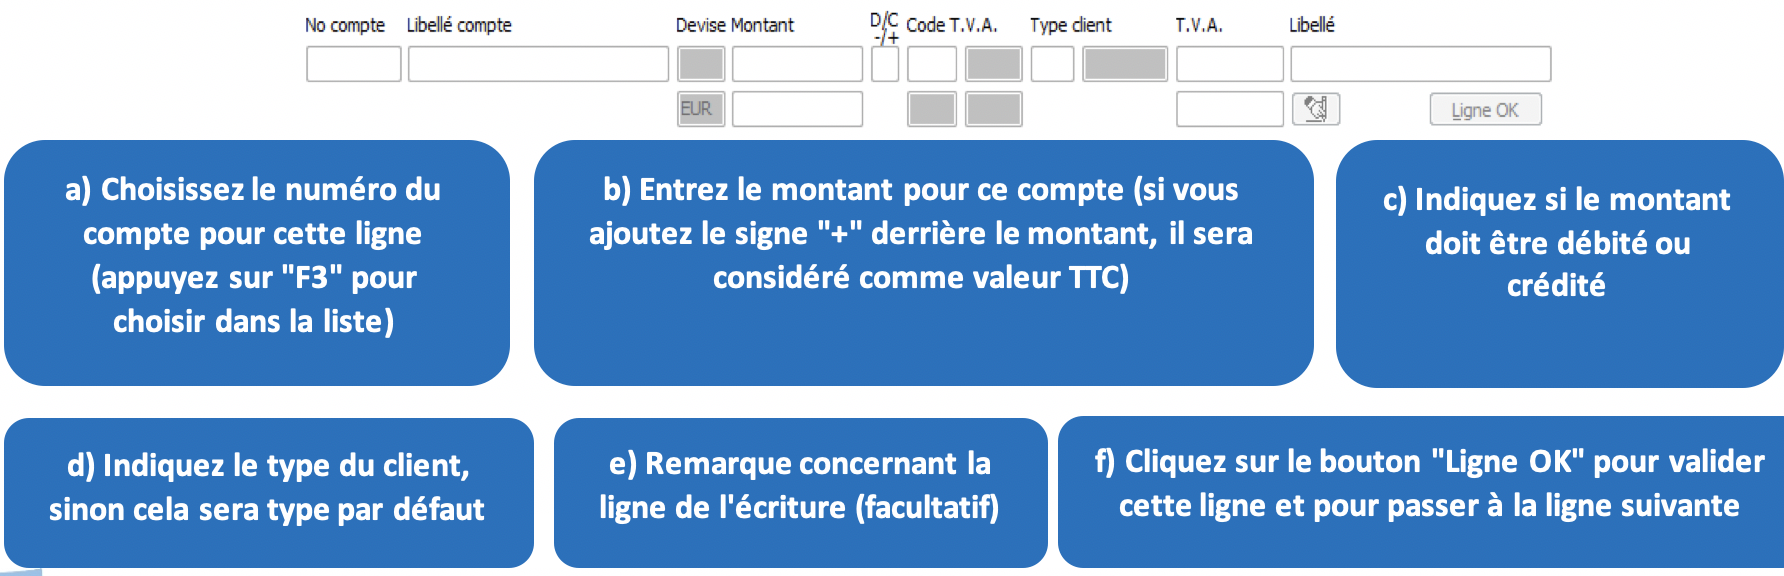 No compte Libellé compte Devise Montant D/C -/+ Code T.V.A. Type client T.V.A. Libellé
EUR Ligne OK
a) Choisissez le numéro du
compte pour cette ligne
(appuyez sur "F3" pour
choisir dans la liste)
b) Entrez le montant pour ce compte (si vous
ajoutez le signe "+" derrière le montant, il sera
considéré comme valeur TTC)
c) Indiquez si le montant
doit être débité ou
crédité
d) Indiquez le type du client,
sinon cela sera type par défaut
e) Remarque concernant la
ligne de l'écriture (facultatif)
f) Cliquez sur le bouton "Ligne OK" pour valider
cette ligne et pour passer à la ligne suivante